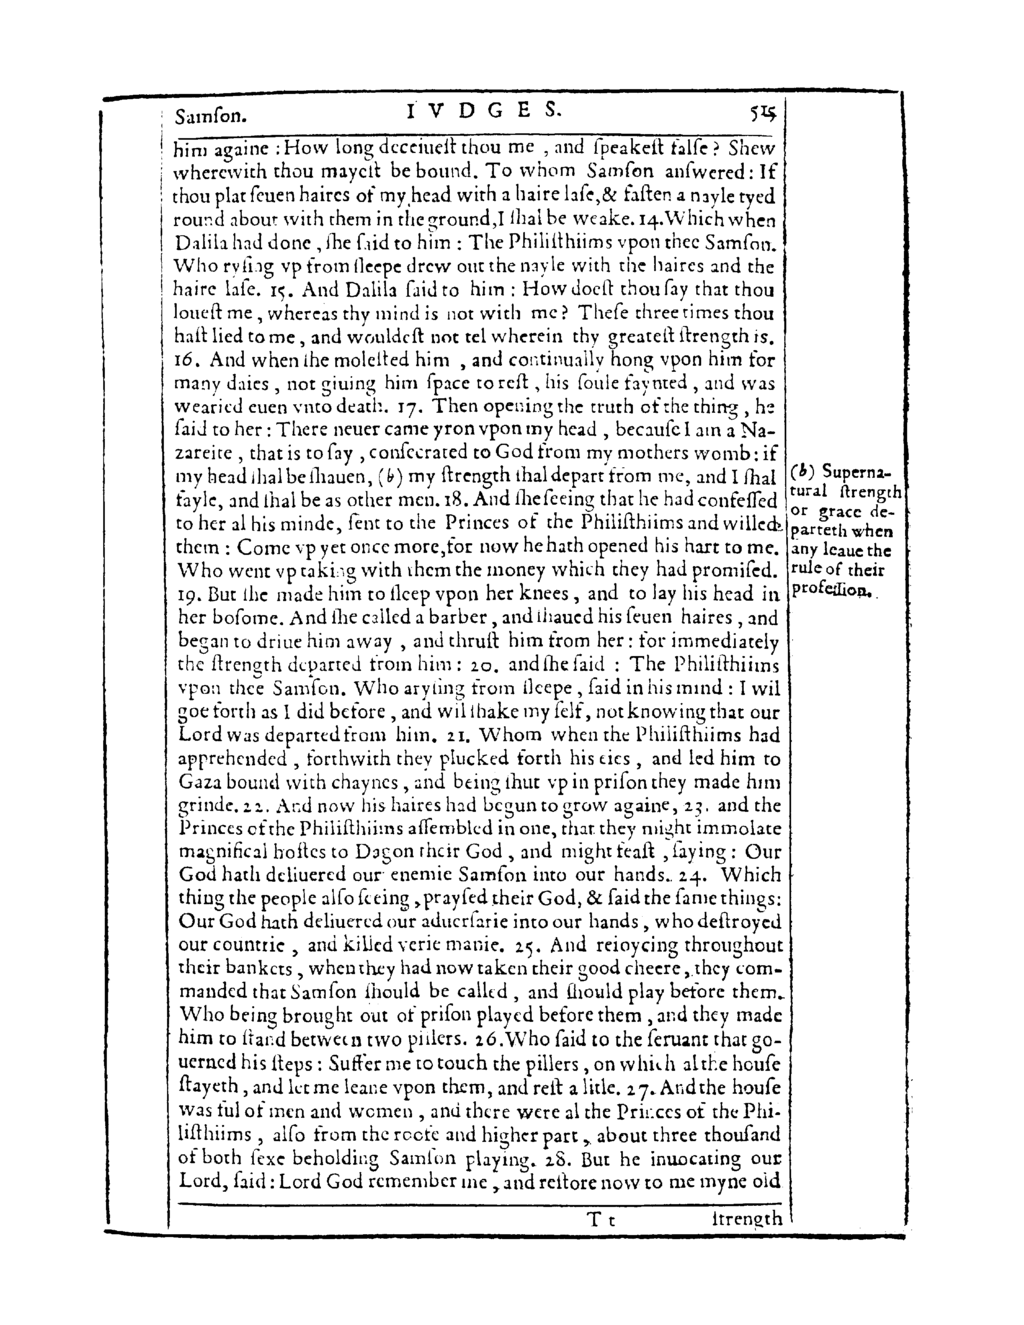 Samſon. IVDGES. 515
him againe : How long deceiueſt thou me , and ſpeakeſt falſe ? Shew
wherewith thou mayeſt be bound. To whom Samſon anſwered : If
thou plat ſeuen haires of my head with a haire laſe, & faſten a nayle tyed
round about with them in the ground, I ſhal be weake. 14. Which when
Dalila had done , ſhe ſaid to him : The Philiſthiims vpon thee Samſon.
Who ryſing vp from ſleepe drew out the nayle with the haires and the
haire laſe. 15. And Dalila ſaid to him : How doeſt thou ſay that thou
loueſt me , whereas thy mind is not with me ? Theſe three times thou
haſt lied to me , and wouldeſt not tel wherein thy greateſt ſtrength is.
16. And when ſhe moleſted him , and continually hong vpon him for
many daies , not giuing him ſpace to reſt , his ſoule faynted , and was
wearied euen vnto death. 17. Then opening the truth of the thing , he
ſaid to her : There neuer came yron vpon my head , becauſe I am a Na-
zareite , that is to ſay , conſecrated to God from my mothers womb : if
my head ſhal be ſhauen, (b) my ſtrength ſhal depart from me, and I ſhal
fayle, and ſhal be as other men. 18. And ſhe ſeeing that he had confeſſed
to her al his minde, ſent to the Princes of the Philiſthiims and willed
them : Come vp yet once more, for now he hath opened his hart to me.
Who went vp taking with them the money which they had promiſed.
19. But ſhe made him to ſleep vpon her knees , and to lay his head in
her boſome. And ſhe called a barber , and ſhaued his ſeuen haires , and
began to driue him away , and thruſt him from her : for immediately
the ſtrength departed from him : 20. and ſhe ſaid : The Philiſthiims
vpon thee Samſon. Who aryſing from ſleepe , ſaid in his mind : I wil
goe forth as I did before , and wil ſhake my ſelf, not knowing that our
Lord was departed from him. 21. Whom when the Philiſthiims had
apprehended , forthwith they plucked forth his eies , and led him to
Gaza bound with chaynes , and being ſhut vp in priſon they made him
grinde. 22. And now his haires had begun to grow againe, 23. and the
Princes of the Philiſthiims aſſembled in one, that they might immolate
magnifical hoſtes to Dagon their God , and might feaſt , ſaying : Our
God hath deliuered our enemie Samſon into our hands. 24. Which
thing the people alſo ſeeing , prayſed their God, & ſaid the ſame things:
Our God hath deliuered our aduerſarie into our hands , who deſtroyed
our countrie , and killed verie manie. 25. And reioycing throughout
their bankets , when they had now taken their good cheere , they com-
manded that Samſon ſhould be called , and ſhould play before them.
Who being brought out of priſon played before them , and they made
him to ſtand between two pillers. 26. Who ſaid to the ſeruant that go-
uerned his ſteps : Suffer me to touch the pillers , on which al the houſe
ſtayeth , and let me leane vpon them, and reſt a litle. 27. And the houſe
was ful of men and women , and there were al the Princes of the Phi-
liſthiims , alſo from the roofe and higher part , about three thouſand
of both ſexe beholding Samſon playing. 28. But he inuocating our
Lord, ſaid : Lord God remember me , and reſtore now to me myne old
T t ſtrength
(b) Superna-
tural ſtrength
or grace de-
parteth when
any leaue the
rule of their
profeſſion.